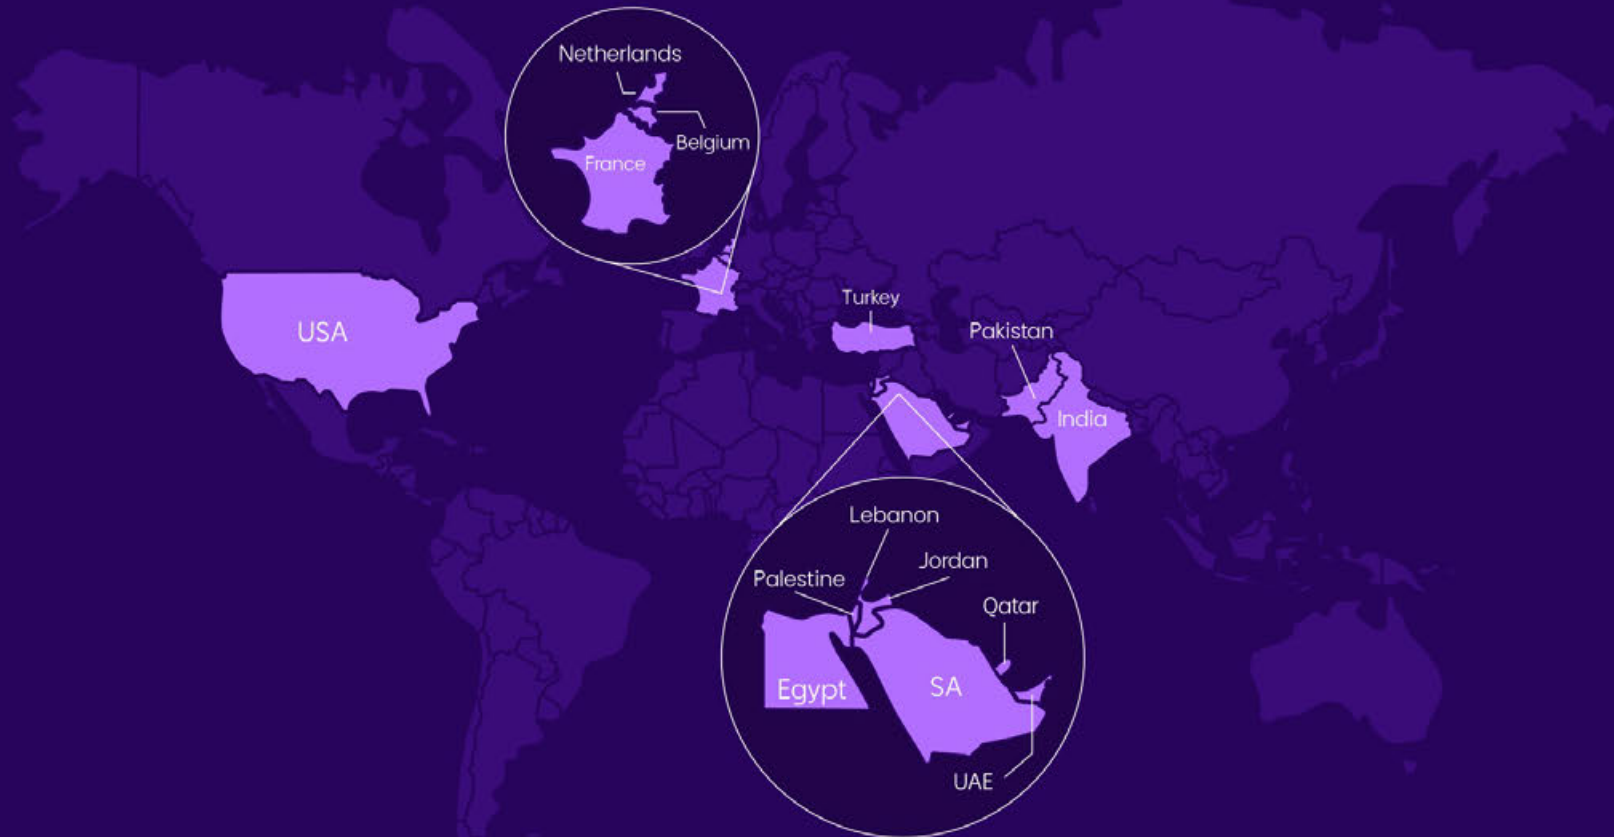 Netherlands
Belgium
France
Turkey
USA
Pakistan
India
Lebanon
Jordan
Palestine
Qatar
Egypt
SA
UAE